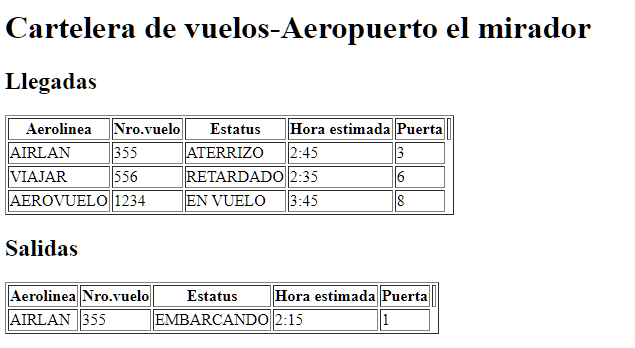 Cartelera de vuelos-Aeropuerto el mirador
Llegadas
Aerolinea Nro.vuelo Estatus Hora estimada Puerta
AIRLAN 355 ATERRIZO 2:45 3
VIAJAR 556 RETARDADO 2:35 6
AEROVUELO 1234 EN VUELO 3:45 8
Salidas
Aerolinea Nro.vuelo Estatus Hora estimada Puerta
AIRLAN 355 EMBARCANDO 2:15 1